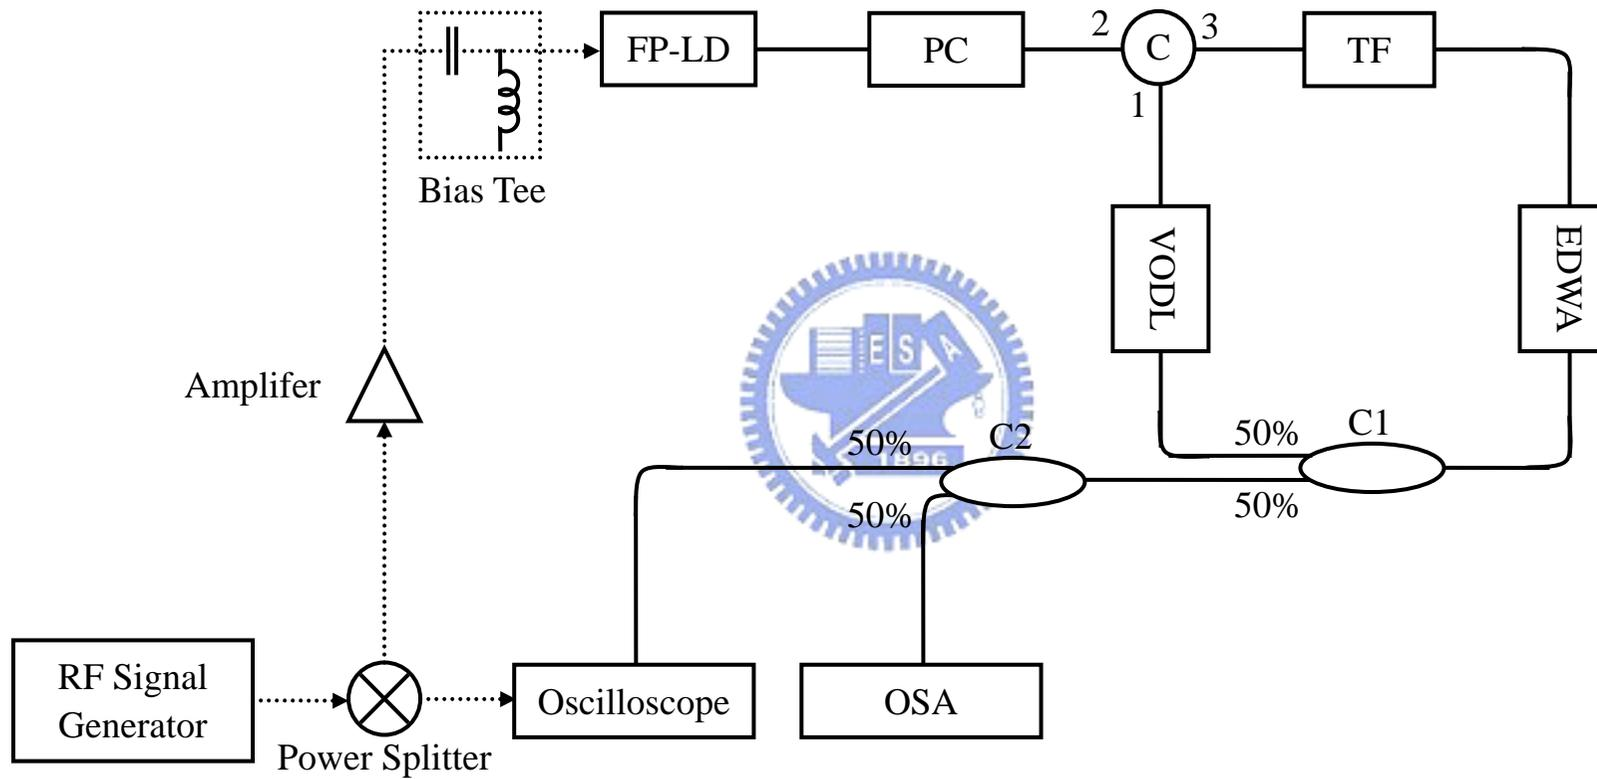 2
3
FP-LD
PC
C
TF
1
Bias Tee
VODL
EDWA
E S A
Amplifer
1896
50%
C2
50%
C1
50%
50%
RF Signal
Generator
Oscilloscope
OSA
Power Splitter